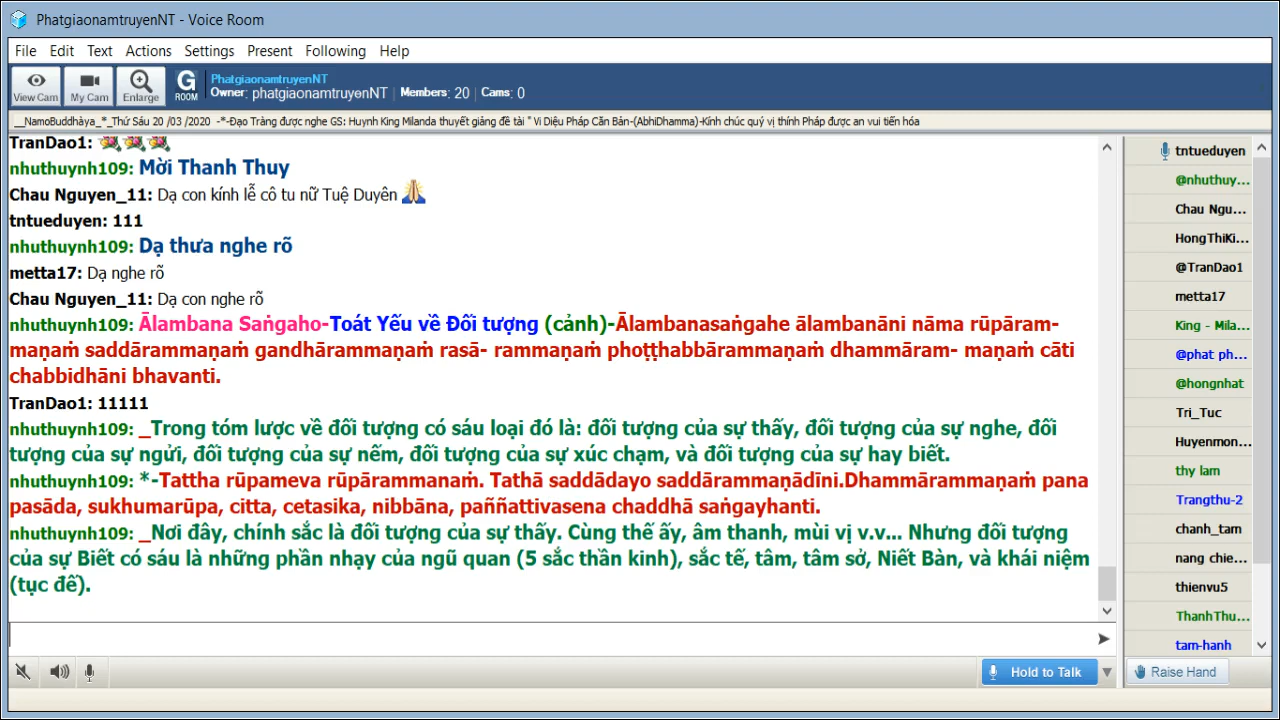 PhatgiaonamtruyenNT - Voice Room
File Edit Text Actions Settings Present Following Help
View Cam My Cam Enlarge G ROOM
PhatgiaonamtruyenNT
Owner: phatgiaonamtruyenNT Members: 20 Cams: 0
__NamoBuddhàya_*_Thứ Sáu 20 /03 /2020 -*-Đạo Tràng được nghe GS: Huynh King Milanda thuyết giảng đề tài " Vi Diệu Pháp Căn Bản-(AbhiDhamma)-Kính chúc quý vị thính Pháp được an vui tiến hóa
TranDao1:
nhuthuynh109: Mời Thanh Thuy
Chau Nguyen_11: Dạ con kính lễ cô tu nữ Tuệ Duyên
tntueduyen: 111
nhuthuynh109: Dạ thưa nghe rõ
metta17: Dạ nghe rõ
Chau Nguyen_11: Dạ con nghe rõ
nhuthuynh109: Ālambana Saṅgaho-Toát Yếu về Đối tượng (cảnh)-Ālambanasaṅgahe ālambanāni nāma rūpāram-
maṇaṁ saddārammaṇaṁ gandhārammaṇaṁ rasā- rammaṇaṁ phoṭṭhabbārammaṇaṁ dhammāram- maṇaṁ cāti
chabbidhāni bhavanti.
TranDao1: 11111
nhuthuynh109: _Trong tóm lược về đối tượng có sáu loại đó là: đối tượng của sự thấy, đối tượng của sự nghe, đối
tượng của sự ngửi, đối tượng của sự nếm, đối tượng của sự xúc chạm, và đối tượng của sự hay biết.
nhuthuynh109: *-Tattha rūpameva rūpārammanaṁ. Tathā saddādayo saddārammaṇādīni.Dhammārammaṇaṁ pana
pasāda, sukhumarūpa, citta, cetasika, nibbāna, paññattivasena chaddhā saṅgayhanti.
nhuthuynh109: _Nơi đây, chính sắc là đối tượng của sự thấy. Cùng thế ấy, âm thanh, mùi vị v.v... Nhưng đối tượng
của sự Biết có sáu là những phần nhạy của ngũ quan (5 sắc thần kinh), sắc tế, tâm, tâm sở, Niết Bàn, và khái niệm
(tục đế).
tntueduyen
@nhuthuy...
Chau Ngu...
HongThiKi...
@TranDao1
metta17
King - Mila...
@phat ph...
@hongnhat
Tri_Tuc
Huyenmon...
thy lam
Trangthu-2
chanh_tam
nang chie...
thienvu5
ThanhThu...
tam-hanh
Hold to Talk
Raise Hand